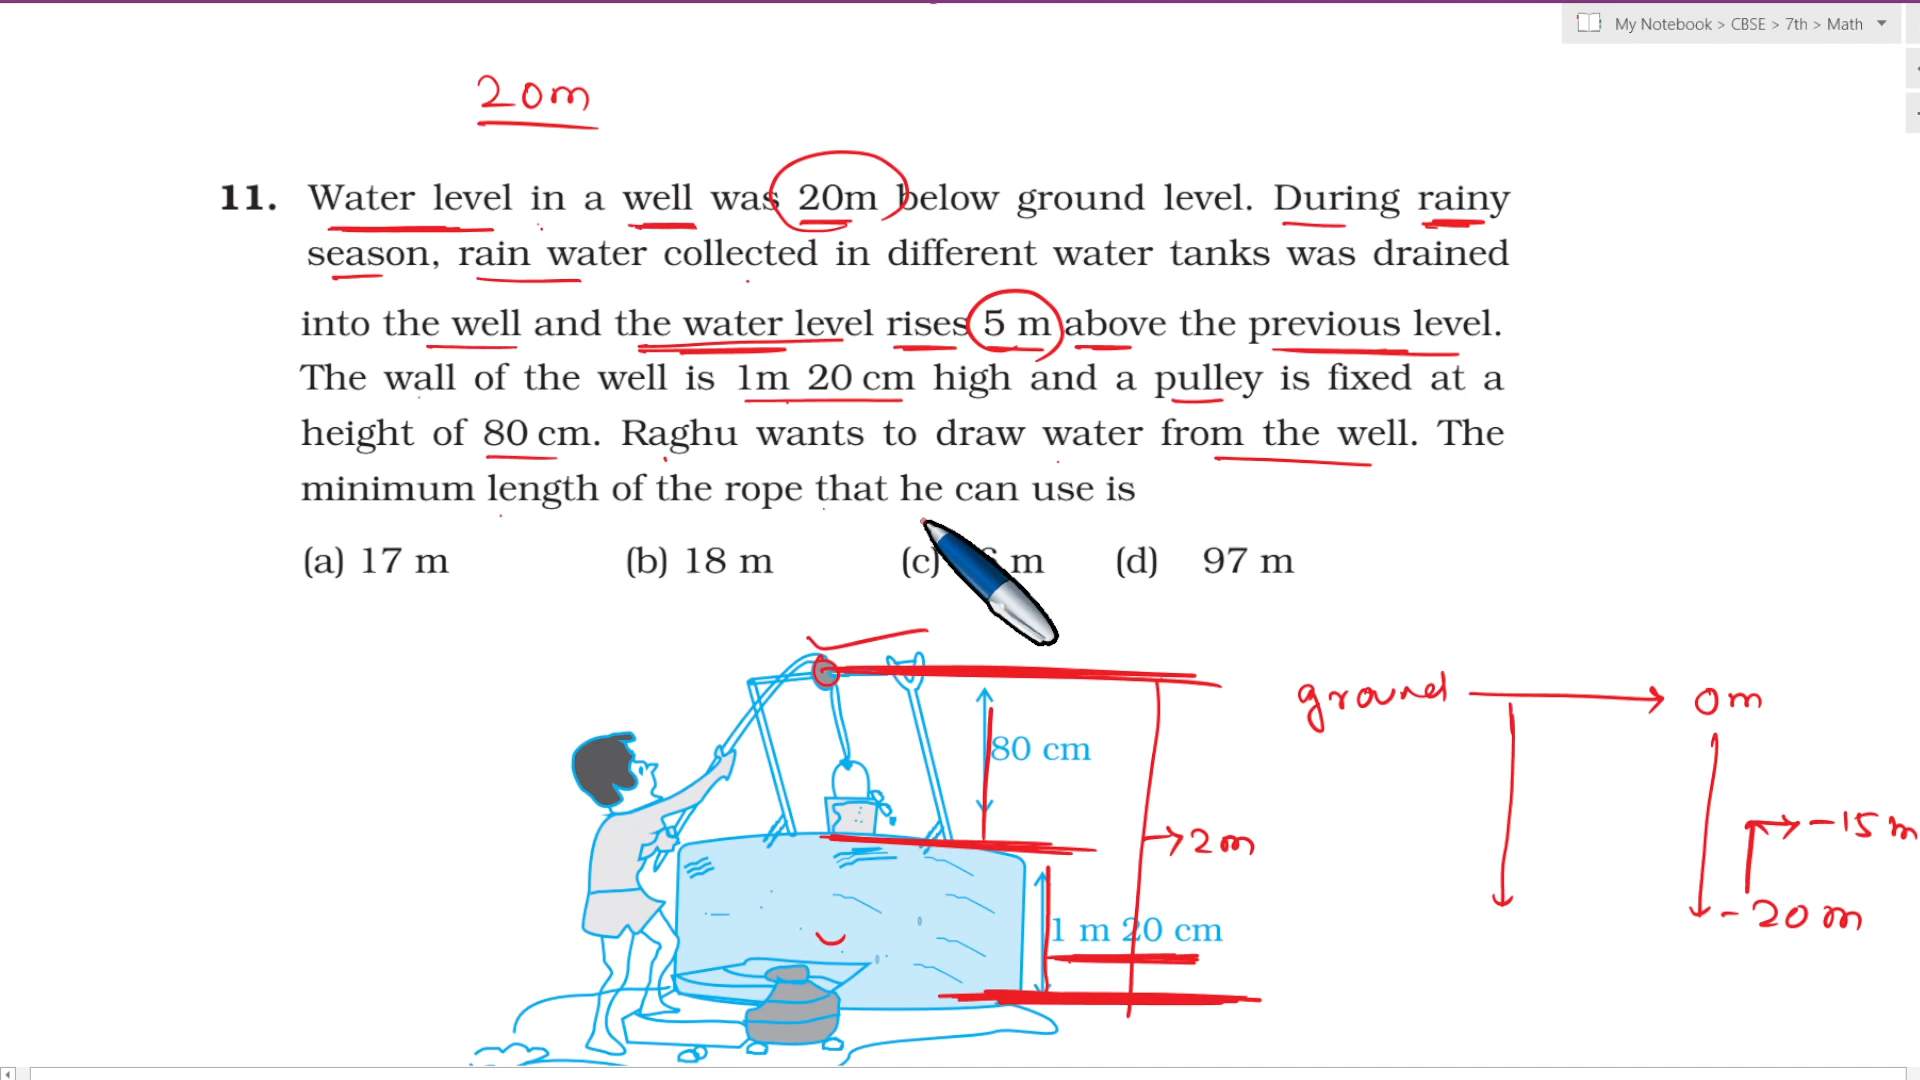 My Notebook > CBSE > 7th > Math
20m
11. Water level in a well was 20m below ground level. During rainy
season, rain water collected in different water tanks was drained
into the well and the water level rises 5 m above the previous level.
The wall of the well is 1m 20 cm high and a pulley is fixed at a
height of 80 cm. Raghu wants to draw water from the well. The
minimum length of the rope that he can use is
(a) 17 m (b) 18 m (c) m (d) 97 m
ground 0m
80 cm
-15m
2m
-20m
1 m 20 cm